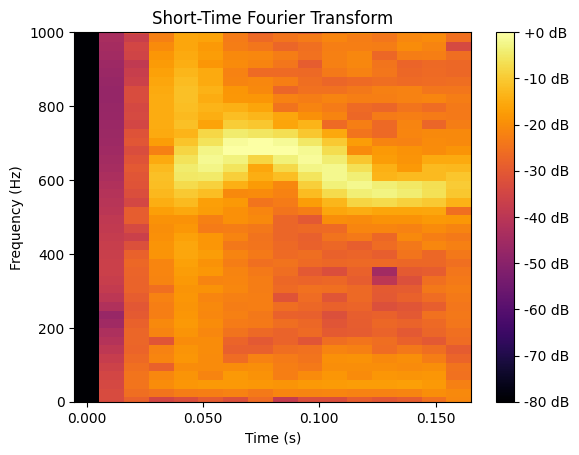 Short-Time Fourier Transform
1000
800
600
400
200
0
Frequency (Hz)
0.000
0.050
0.100
0.150
Time (s)
+0 dB
-10 dB
-20 dB
-30 dB
-40 dB
-50 dB
-60 dB
-70 dB
-80 dB